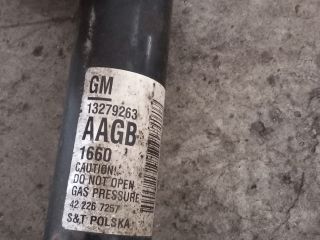 GM
13279263
AAGB
1660
CAUTION!
DO NOT OPEN
GAS PRESSURE
42 226 7257
S&T POLSKA